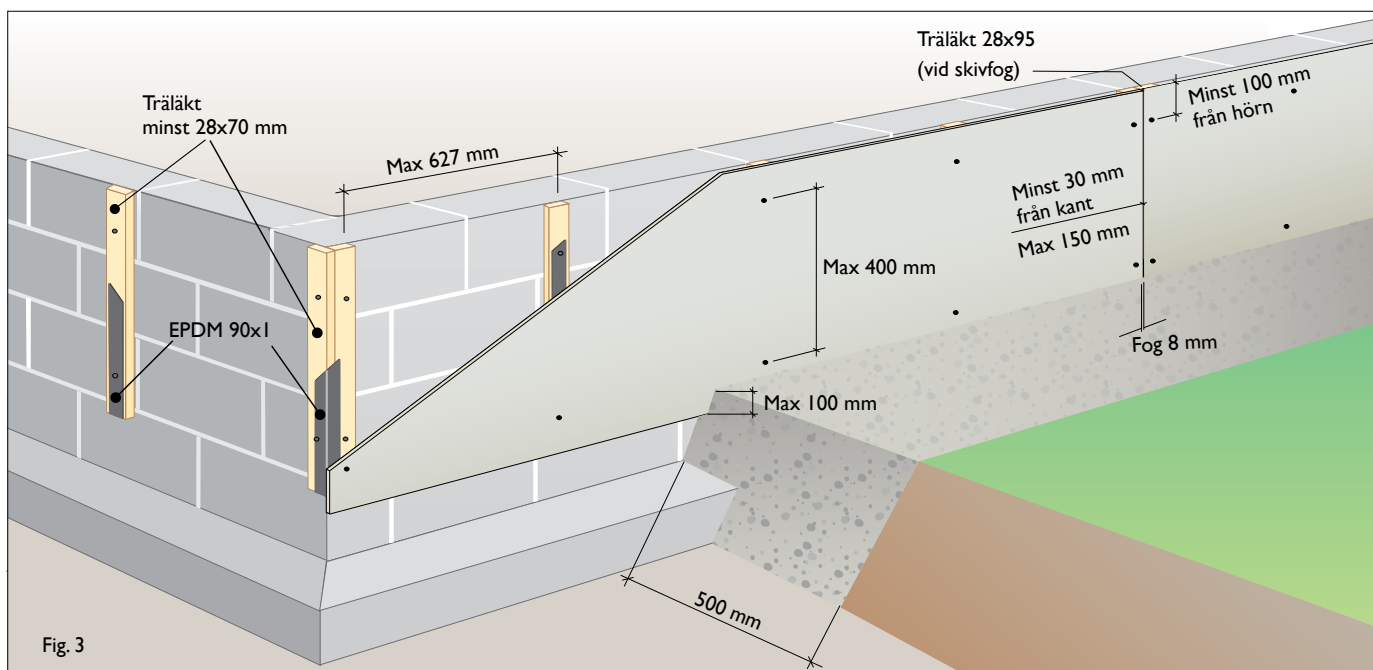 Träläkt 28x95
(vid skivfog)
Träläkt
minst 28x70 mm
Minst 100 mm
från hörn
Max 627 mm
Minst 30 mm
från kant
Max 150 mm
Max 400 mm
EPDM 90x1
Fog 8 mm
Max 100 mm
500 mm
Fig. 3